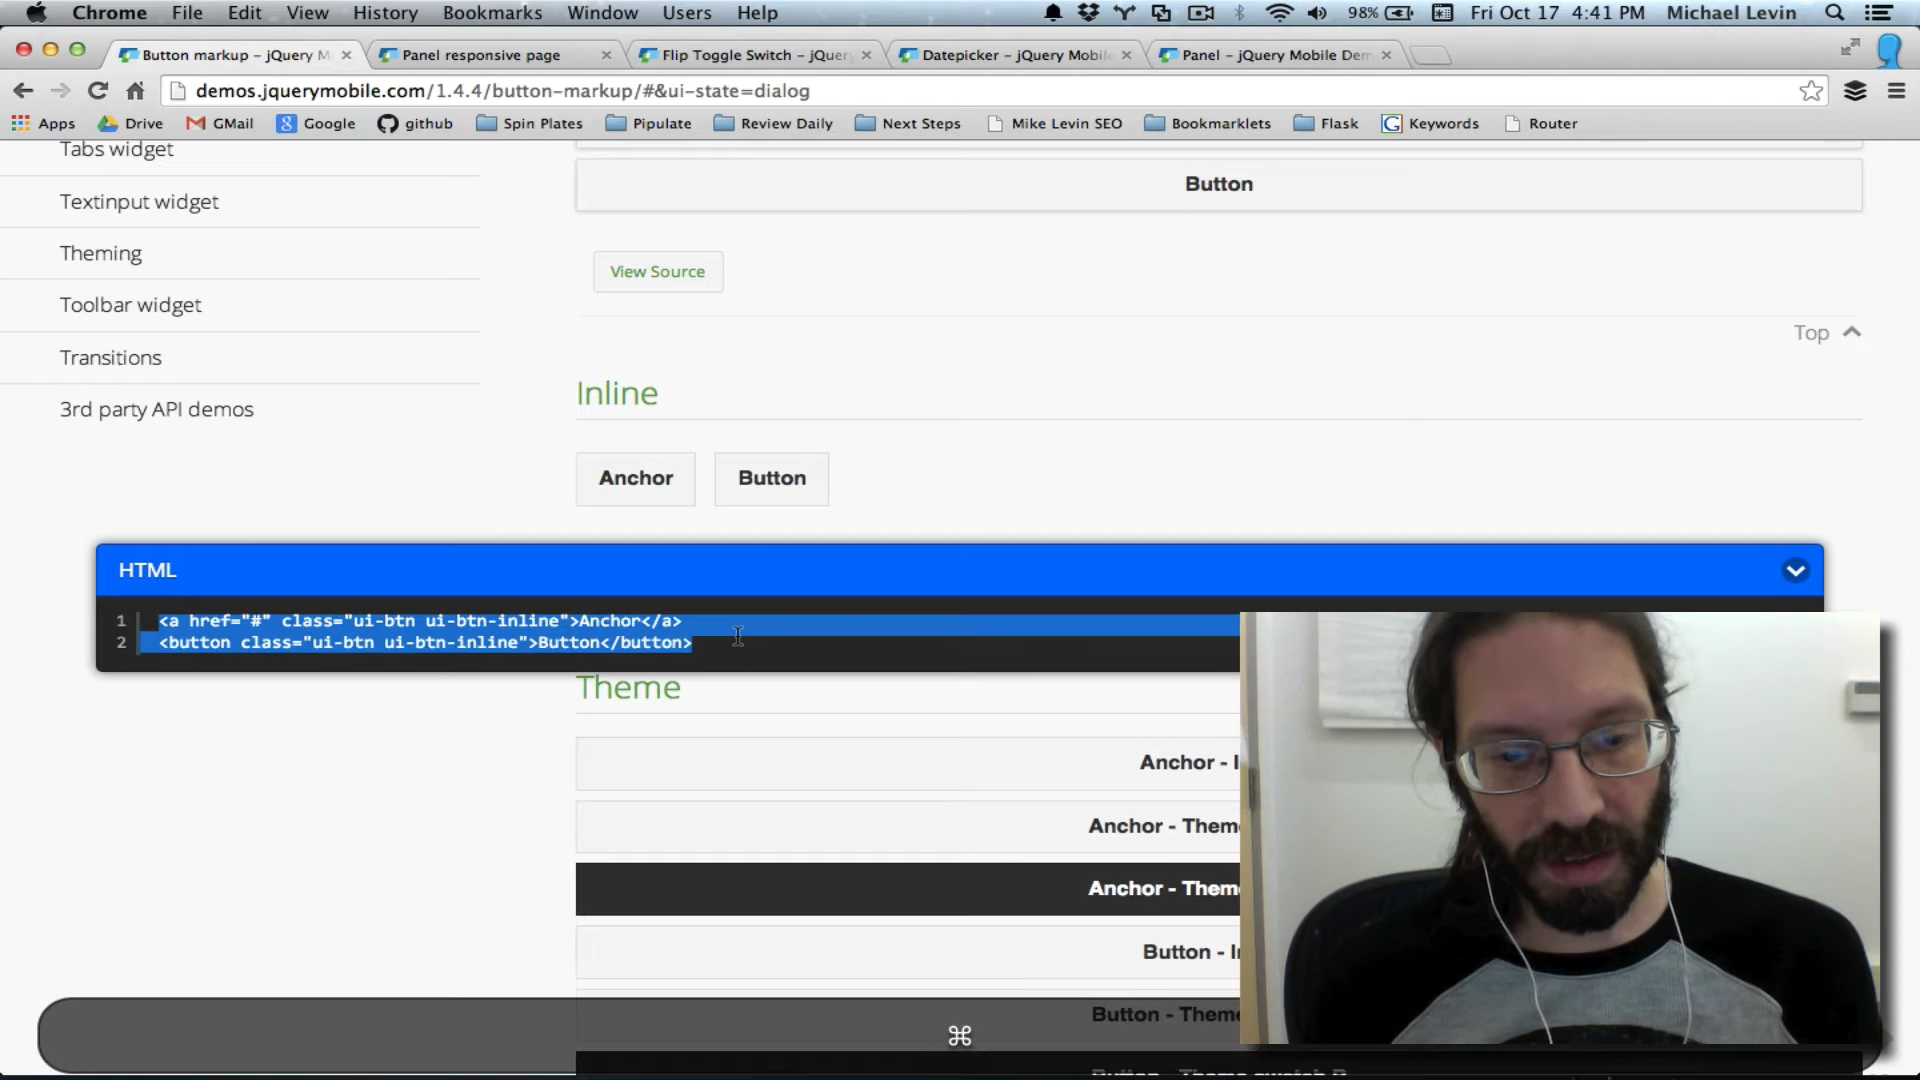 Chrome File Edit View History Bookmarks Window Users Help 98% Fri Oct 17 4:41 PM Michael Levin
Button markup – jQuery M Panel responsive page Flip Toggle Switch – jQuery Datepicker – jQuery Mobile Panel – jQuery Mobile Dem
demos.jquerymobile.com/1.4.4/button-markup/#&ui-state=dialog
Apps Drive GMail Google github Spin Plates Pipulate Review Daily Next Steps Mike Levin SEO Bookmarklets Flask Keywords Router
Tabs widget
Textinput widget
Theming
Toolbar widget
Transitions
3rd party API demos
Button
View Source
Top
Inline
Anchor Button
HTML
1 <a href="#" class="ui-btn ui-btn-inline">Anchor</a>
2 <button class="ui-btn ui-btn-inline">Button</button>
Theme
Anchor - I
Anchor - Them
Anchor - Them
Button - I
Button - Them
⌘